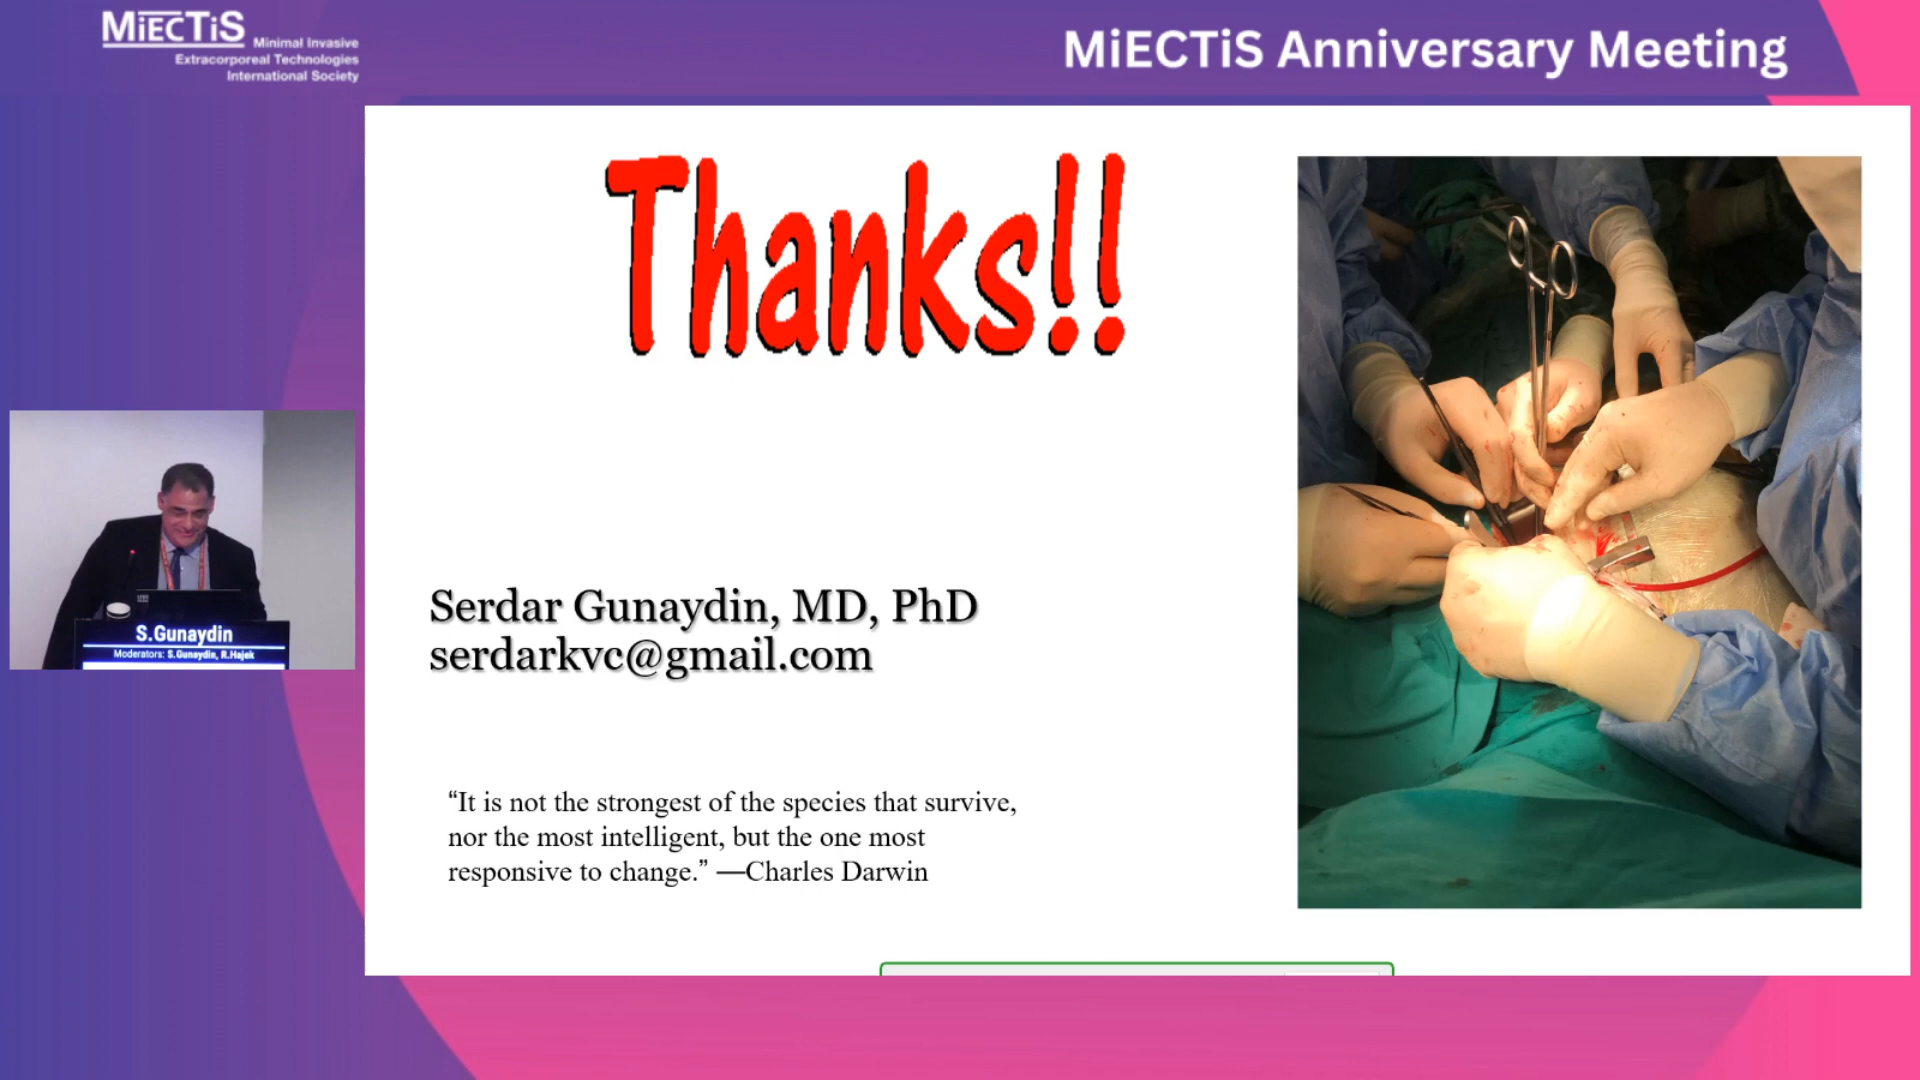 MiECTiS
Minimal Invasive
Extracorporeal Technologies
International Society
MiECTiS Anniversary Meeting
Thanks!!
Serdar Gunaydin, MD, PhD
serdarkvc@gmail.com
“It is not the strongest of the species that survive,
nor the most intelligent, but the one most
responsive to change.” —Charles Darwin
S.Gunaydin
Moderators: S.Gunaydin, R.Hajek